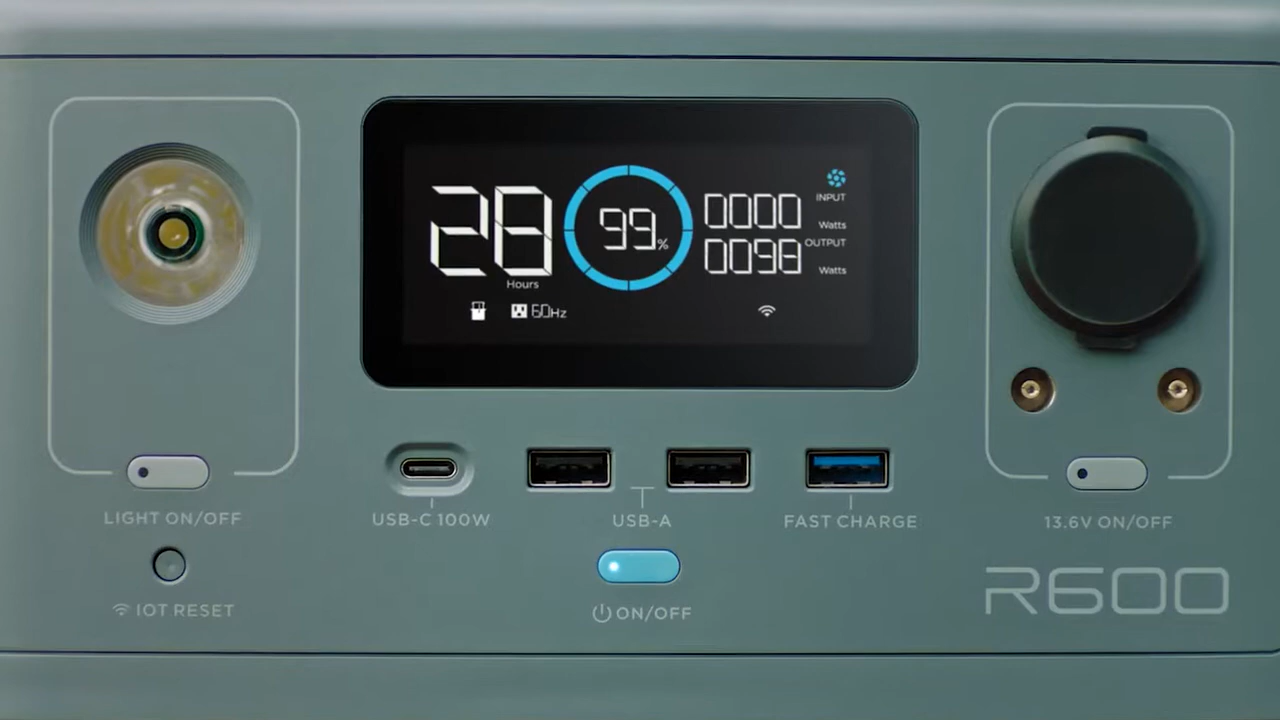 28
Hours
99%
INPUT
0000
Watts
OUTPUT
0098
Watts
60Hz
LIGHT ON/OFF
IOT RESET
USB-C 100W
USB-A
FAST CHARGE
ON/OFF
13.6V ON/OFF
R600